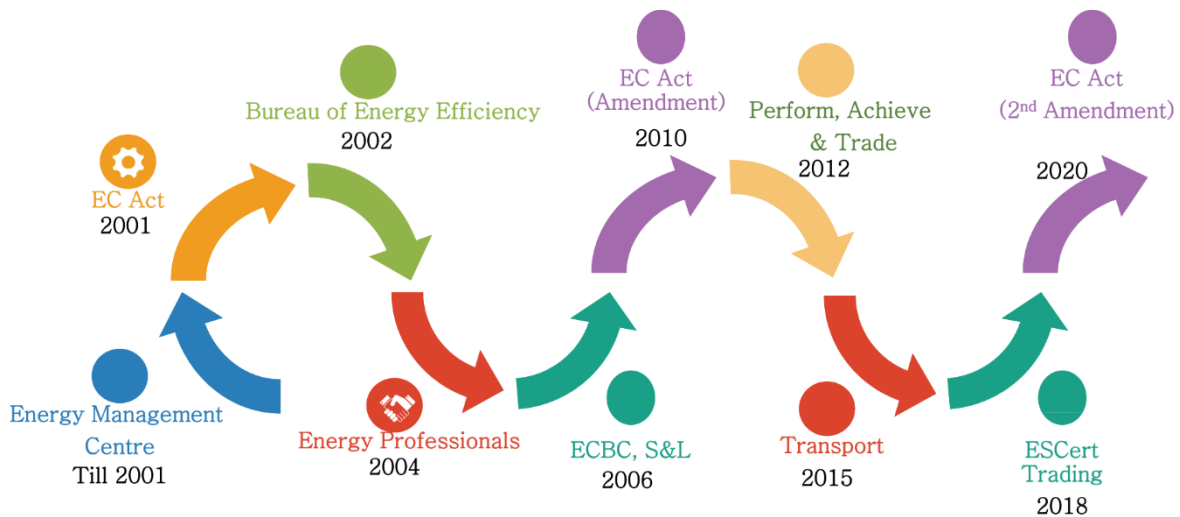 Energy Management
Centre
Till 2001
EC Act
2001
Bureau of Energy Efficiency
2002
Energy Professionals
2004
ECBC, S&L
2006
EC Act
(Amendment)
2010
Perform, Achieve
& Trade
2012
Transport
2015
ESCert
Trading
2018
EC Act
(2nd Amendment)
2020